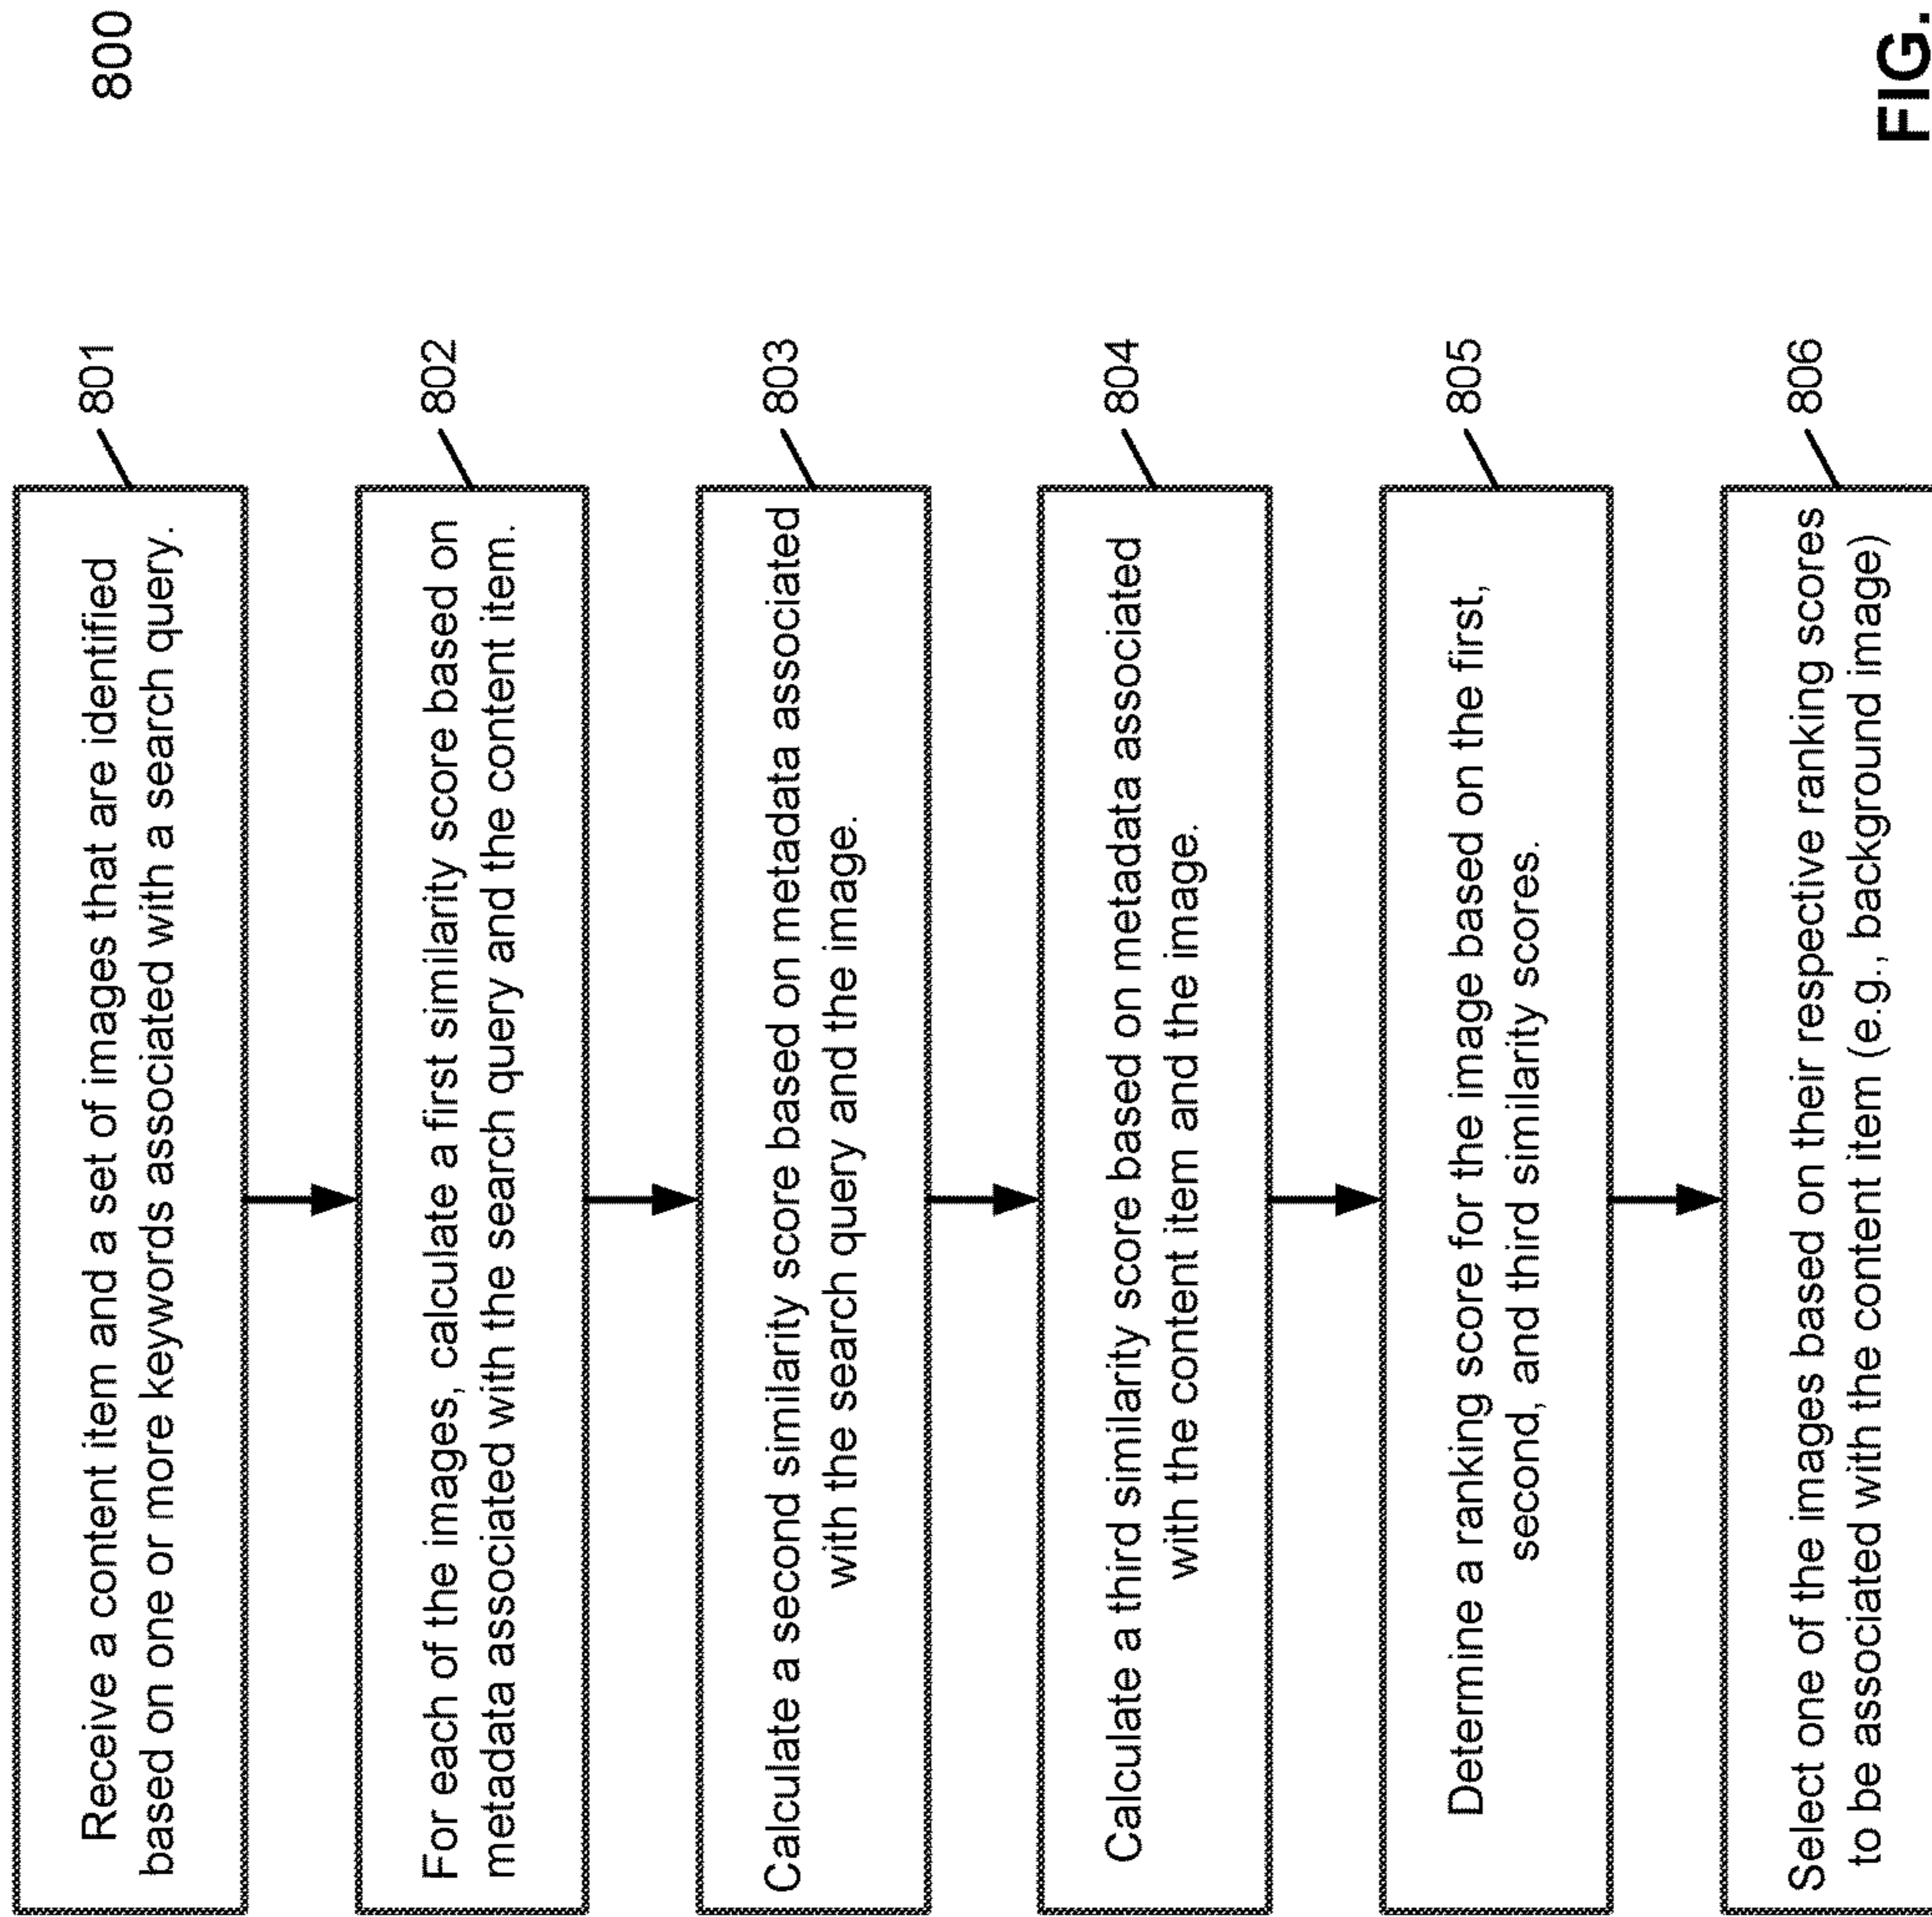 800
Receive a content item and a set of images that are identified
based on one or more keywords associated with a search query.
801
For each of the images, calculate a first similarity score based on
metadata associated with the search query and the content item.
802
Calculate a second similarity score based on metadata associated
with the search query and the image.
803
Calculate a third similarity score based on metadata associated
with the content item and the image.
804
Determine a ranking score for the image based on the first,
second, and third similarity scores.
805
Select one of the images based on their respective ranking scores
to be associated with the content item (e.g., background image)
806
FIG.